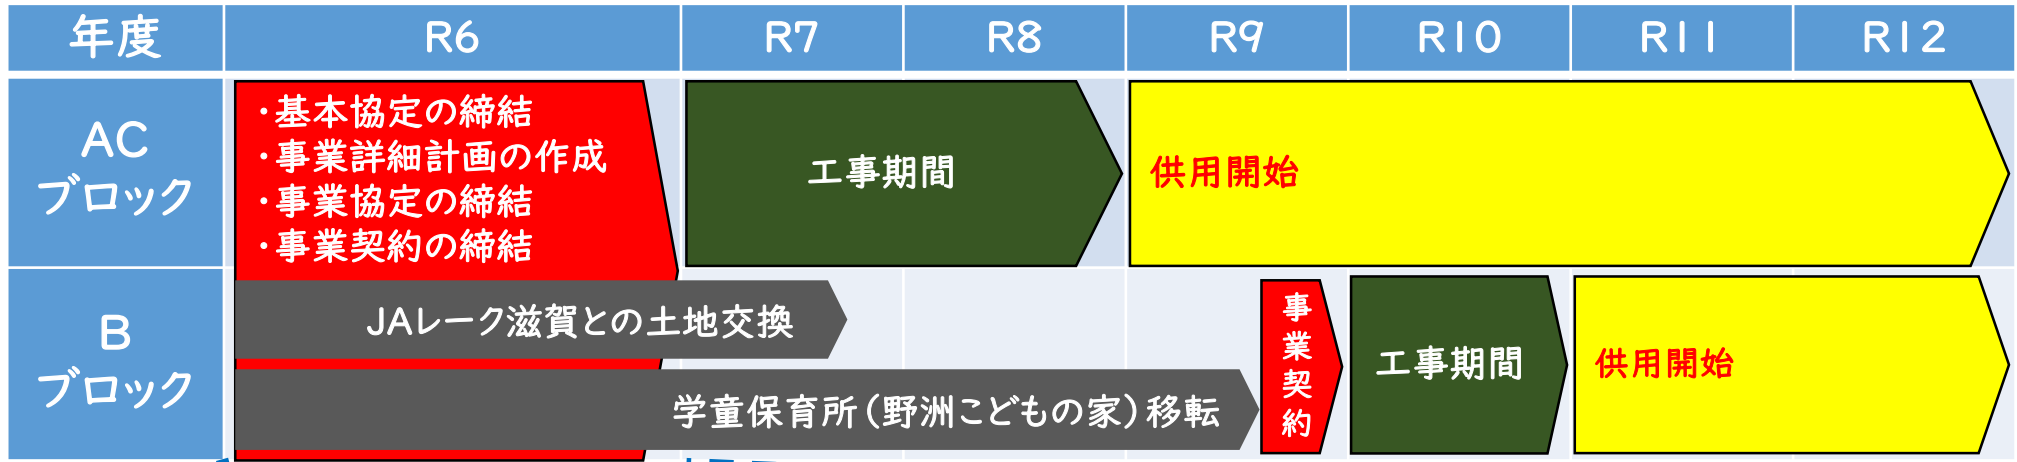 年度 R6 R7 R8 R9 R10 R11 R12
AC
ブロック
・基本協定の締結
・事業詳細計画の作成
・事業協定の締結
・事業契約の締結
工事期間
供用開始
B
ブロック
JAレーク滋賀との土地交換
学童保育所（野洲こどもの家）移転
事業契約
工事期間
供用開始